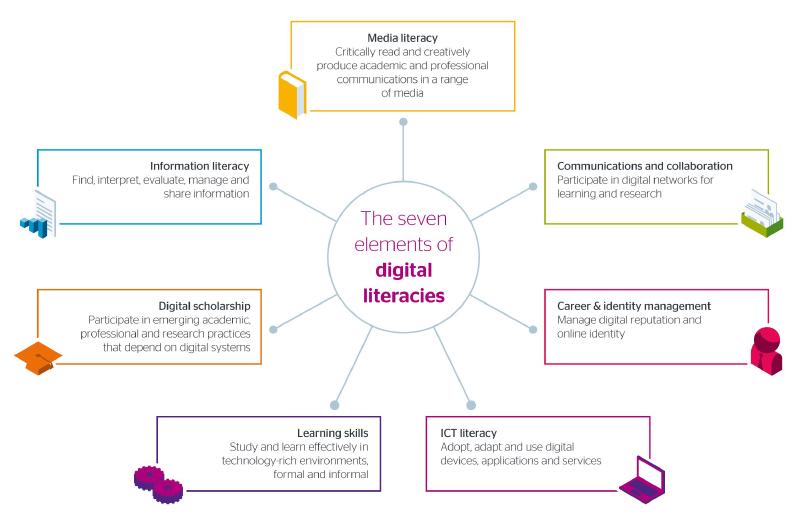 Media literacy
Critically read and creatively
produce academic and professional
communications in a range
of media
Information literacy
Find, interpret, evaluate, manage and
share information
Communications and collaboration
Participate in digital networks for
learning and research
The seven
elements of
digital
literacies
Digital scholarship
Participate in emerging academic,
professional and research practices
that depend on digital systems
Career & identity management
Manage digital reputation and
online identity
Learning skills
Study and learn effectively in
technology-rich environments,
formal and informal
ICT literacy
Adopt, adapt and use digital
devices, applications and services